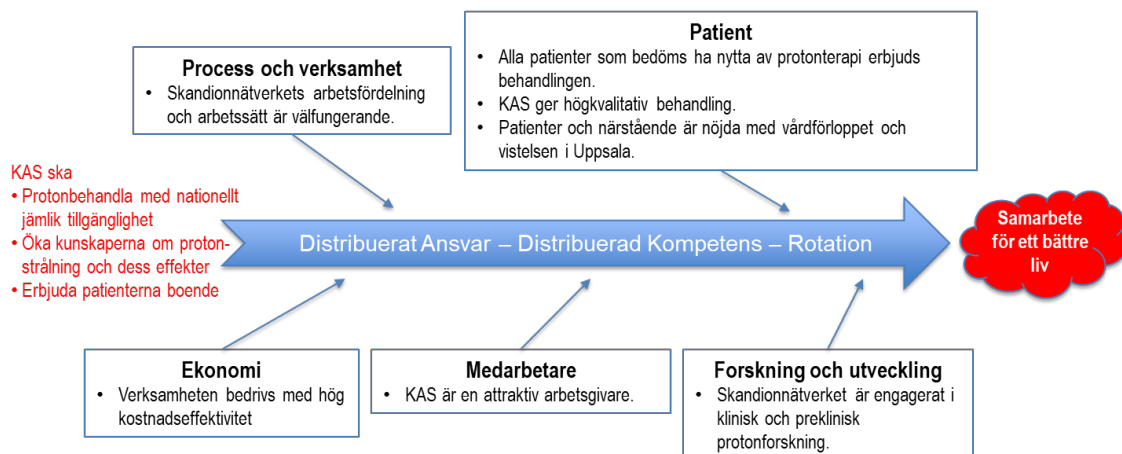 Process och verksamhet
• Skandionnätverkets arbetsfördelning
och arbetssätt är välfungerande.
Patient
• Alla patienter som bedöms ha nytta av protonterapi erbjuds
behandlingen.
• KAS ger högkvalitativ behandling.
• Patienter och närstående är nöjda med vårdförloppet och
vistelsen i Uppsala.
KAS ska
• Protonbehandla med nationellt
jämlik tillgänglighet
• Öka kunskaperna om proton-
strålning och dess effekter
• Erbjuda patienterna boende
Distribuerat Ansvar – Distribuerad Kompetens – Rotation
Samarbete
för ett bättre
liv
Ekonomi
• Verksamheten bedrivs med hög
kostnadseffektivitet
Medarbetare
• KAS är en attraktiv arbetsgivare.
Forskning och utveckling
• Skandionnätverket är engagerat i
klinisk och preklinisk
protonforskning.